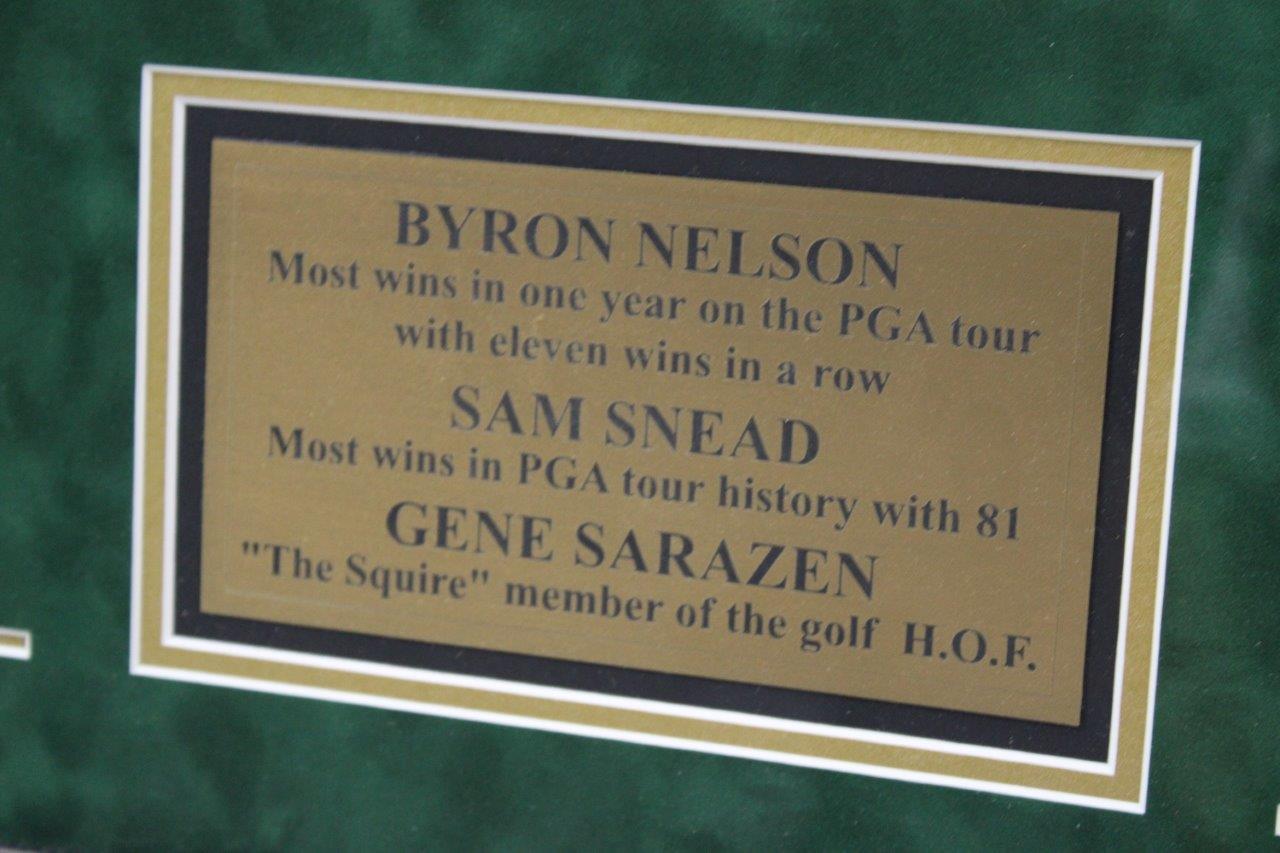 BYRON NELSON
Most wins in one year on the PGA tour
with eleven wins in a row
SAM SNEAD
Most wins in PGA tour history with 81
GENE SARAZEN
"The Squire" member of the golf H.O.F.